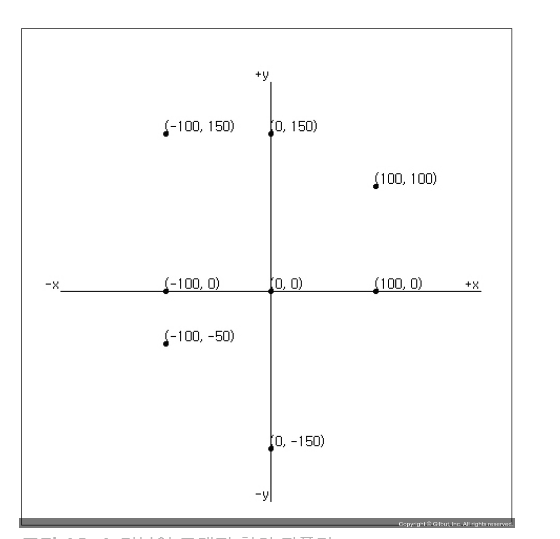 +y
(-100, 150) (0, 150)
(100, 100)
-x (-100, 0) (0, 0) (100, 0) +x
(-100, -50)
(0, -150)
-y
Copyright © Gilbut, Inc. All rights reserved.